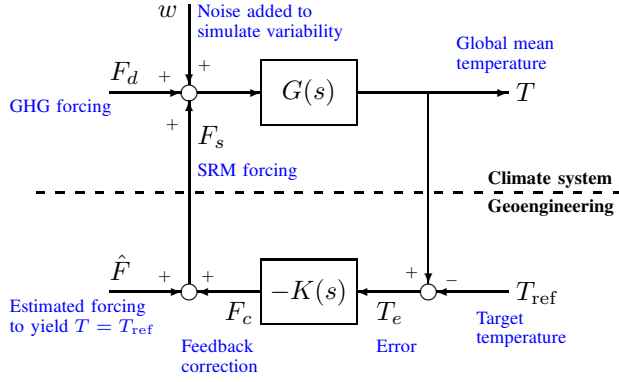 w
Noise added to
simulate variability
Global mean
temperature
F_d
+
+
G(s)
T
GHG forcing
+
F_s
SRM forcing
Climate system
Geoengineering
F̂
+
+
−K(s)
+
−
T_ref
F_c
T_e
Estimated forcing
to yield T = T_ref
Feedback
correction
Error
Target
temperature